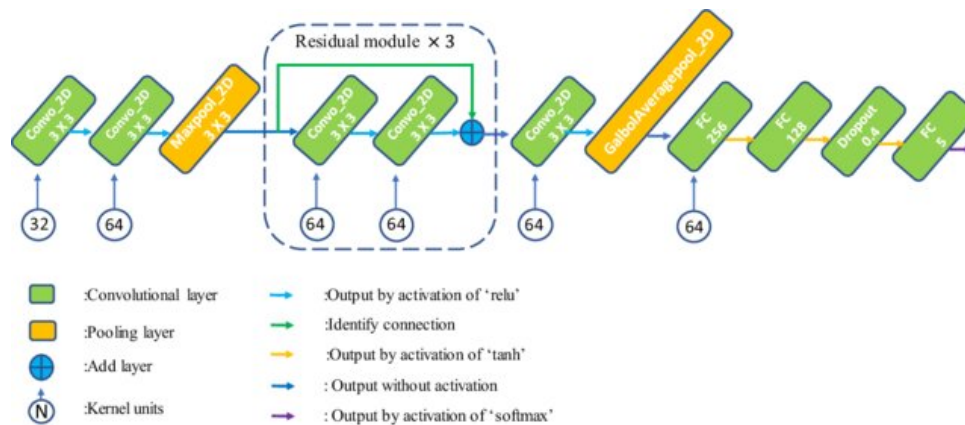 Residual module × 3
Convo_2D
3 X 3
Convo_2D
3 X 3
Maxpool_2D
3 X 3
Convo_2D
3 X 3
Convo_2D
3 X 3
Convo_2D
3 X 3
GalbolAveragepool_2D
FC
256
FC
128
Dropout
0.4
FC
5
32
64
64
64
64
64
:Convolutional layer
:Pooling layer
:Add layer
N
:Kernel units
:Output by activation of ‘relu’
:Identify connection
:Output by activation of ‘tanh’
: Output without activation
: Output by activation of ‘softmax’